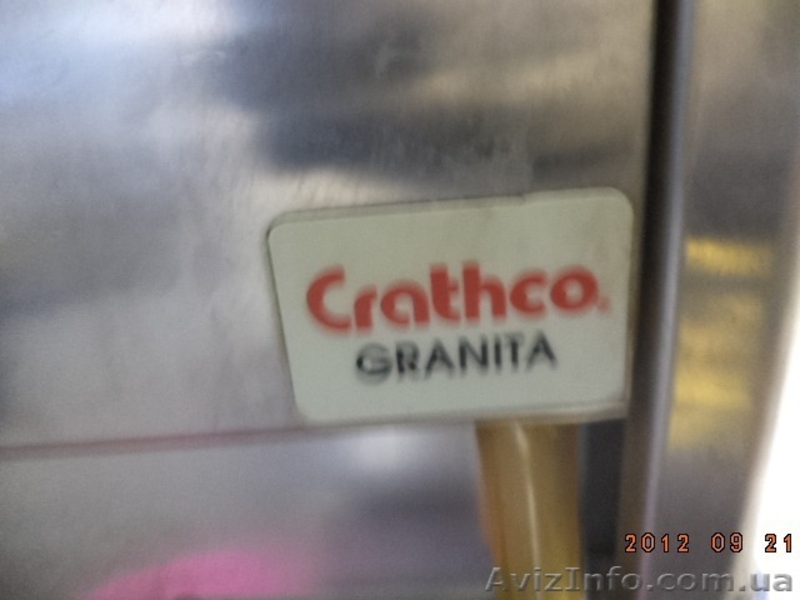 Crathco®
GRANITA
2012 09 21
AvizInfo.com.ua